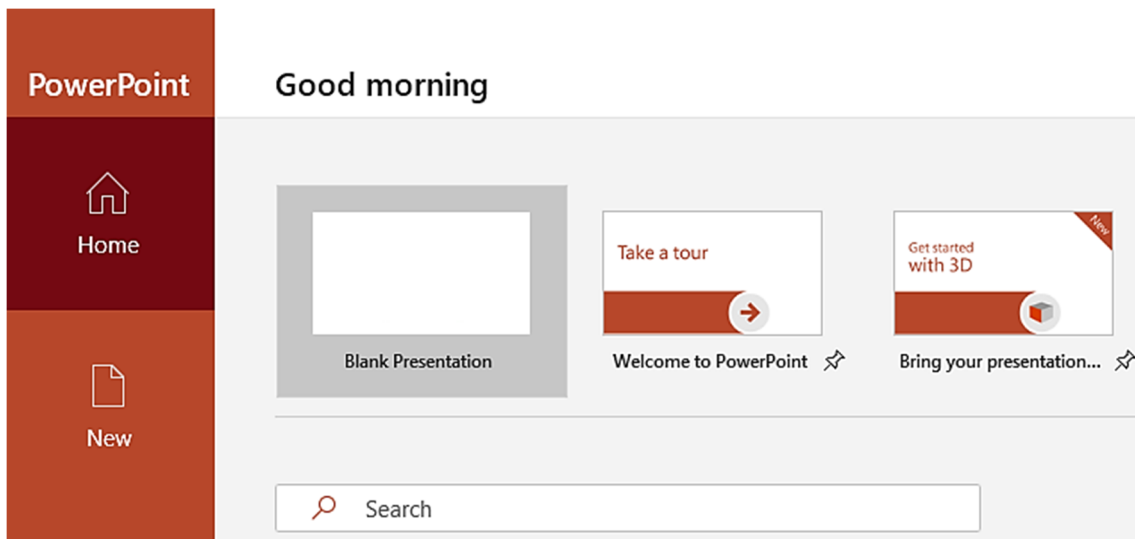 PowerPoint
Good morning
Home
New
Take a tour
Get started
with 3D
New
Blank Presentation
Welcome to PowerPoint
Bring your presentation...
Search